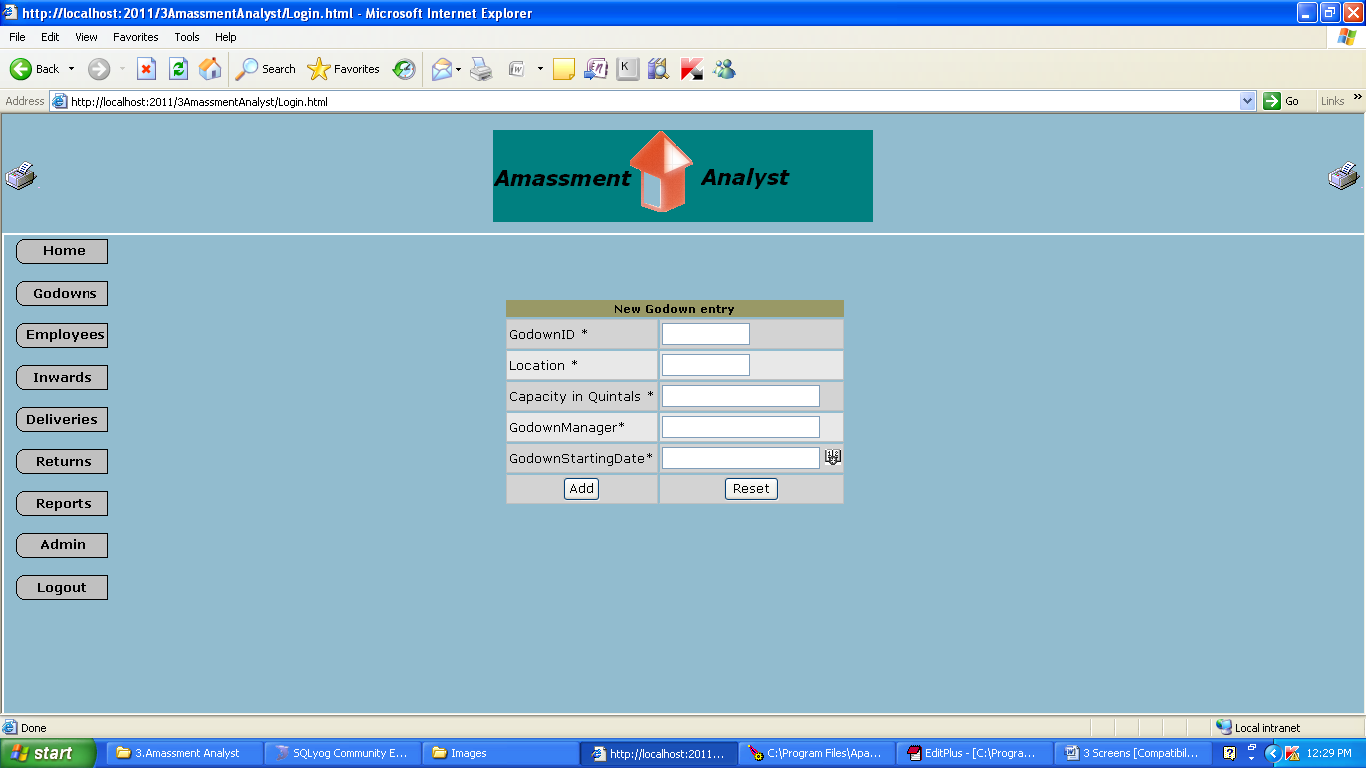 http://localhost:2011/3AmassmentAnalyst/Login.html - Microsoft Internet Explorer
File Edit View Favorites Tools Help
Back Search Favorites W K
Address http://localhost:2011/3AmassmentAnalyst/Login.html Go Links »
Amassment Analyst
Home
Godowns
Employees
Inwards
Deliveries
Returns
Reports
Admin
Logout
New Godown entry
GodownID *
Location *
Capacity in Quintals *
GodownManager*
GodownStartingDate*
Add Reset
Done Local intranet
start 3.Amassment Analyst SQLyog Community E... Images http://localhost:2011... C:\Program Files\Apa... EditPlus - [C:\Progra... 3 Screens [Compatibil... ? 12:29 PM